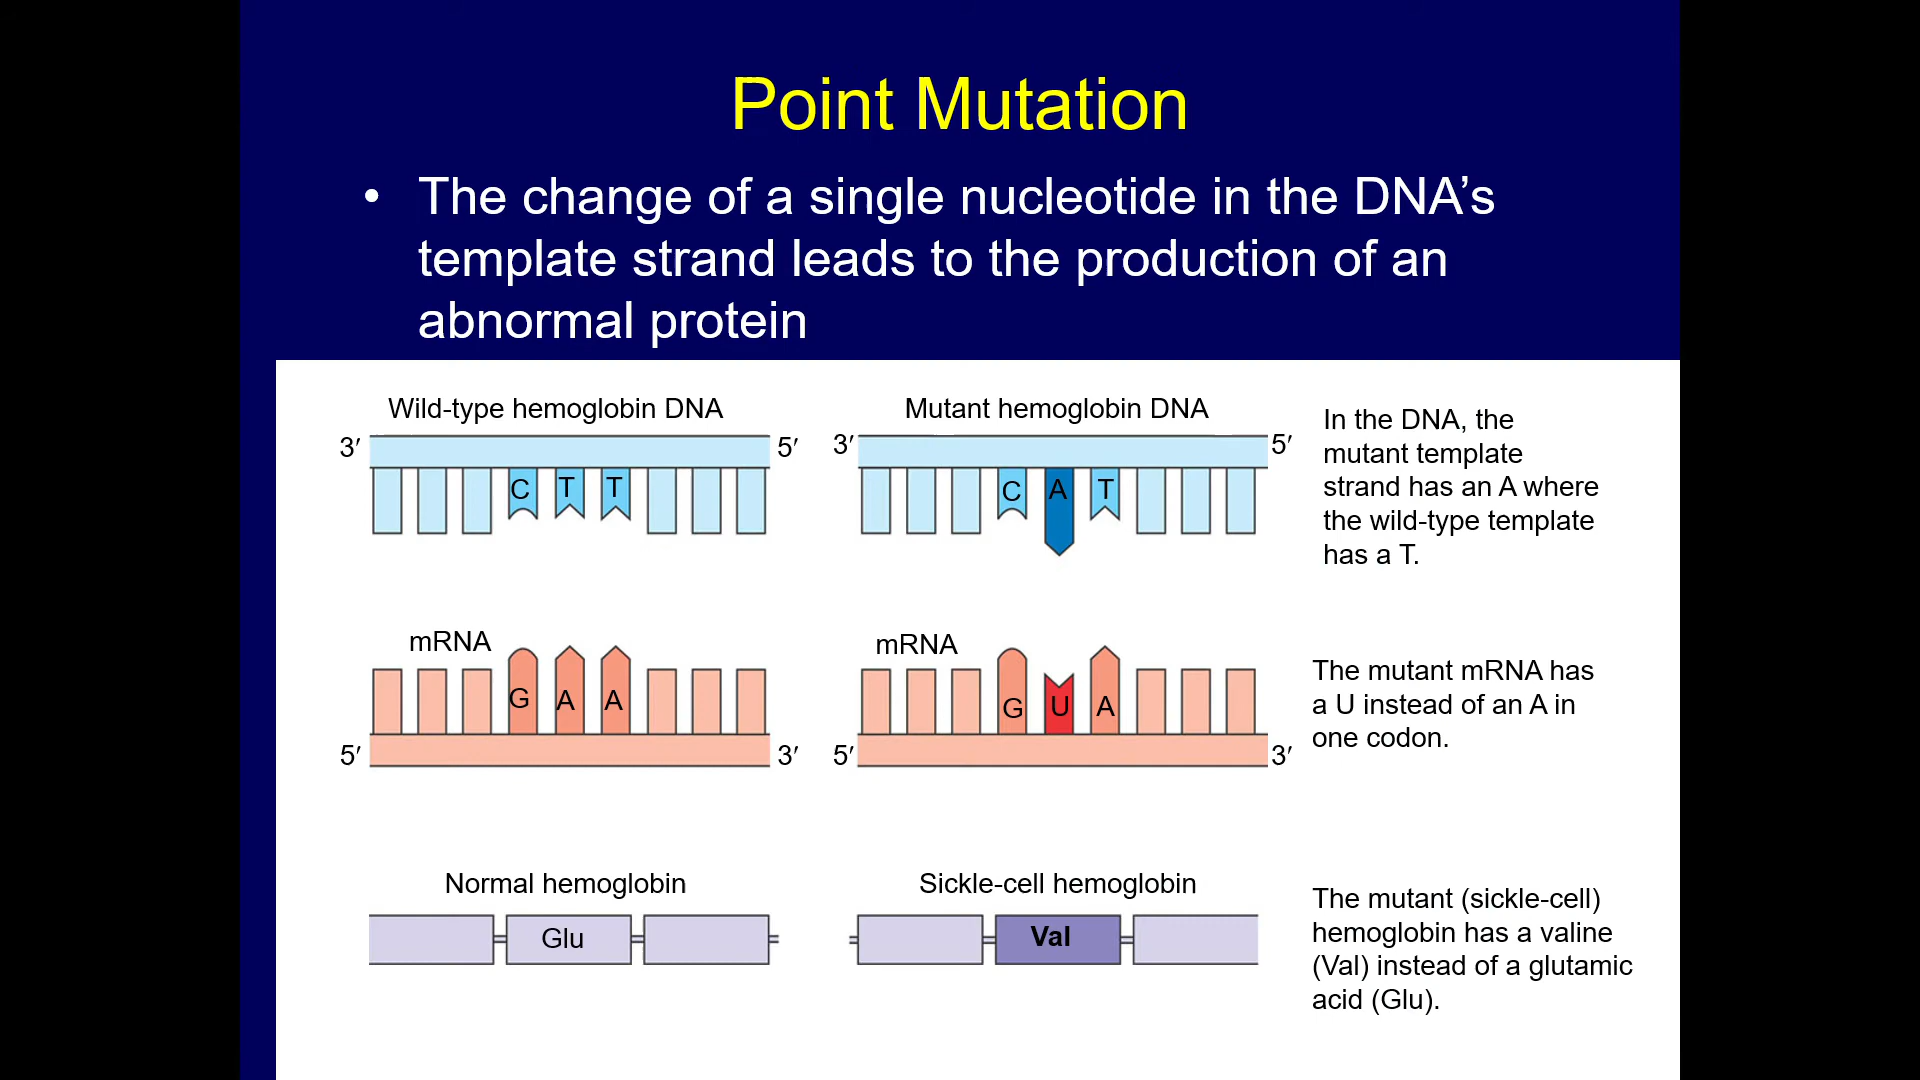 Point Mutation
• The change of a single nucleotide in the DNA’s
template strand leads to the production of an
abnormal protein
Wild-type hemoglobin DNA
3′ 5′
C T T
Mutant hemoglobin DNA
3′ 5′
C A T
In the DNA, the
mutant template
strand has an A where
the wild-type template
has a T.
mRNA
G A A
5′ 3′
mRNA
G U A
5′ 3′
The mutant mRNA has
a U instead of an A in
one codon.
Normal hemoglobin
Glu
Sickle-cell hemoglobin
Val
The mutant (sickle-cell)
hemoglobin has a valine
(Val) instead of a glutamic
acid (Glu).